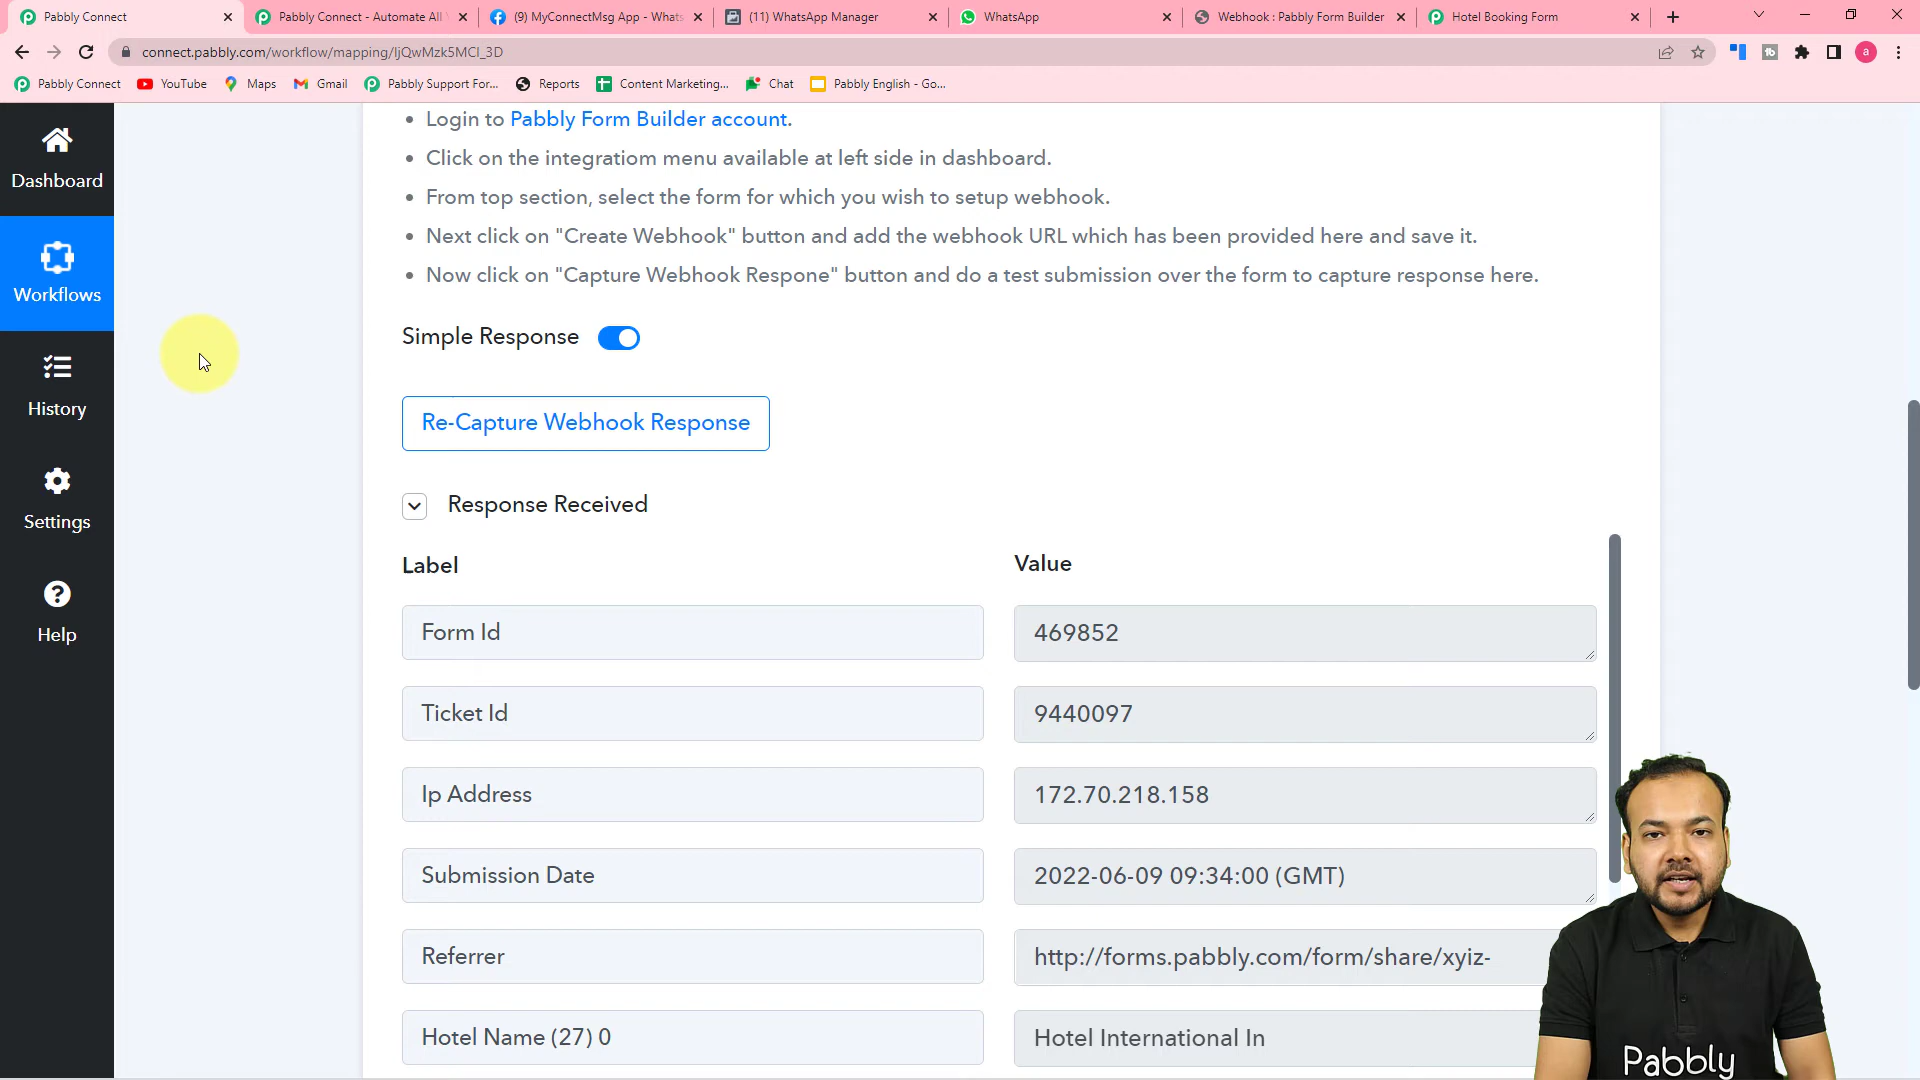 Pabbly Connect
Pabbly Connect - Automate All
(9) MyConnectMsg App - Whats
(11) WhatsApp Manager
WhatsApp
Webhook : Pabbly Form Builder
Hotel Booking Form
connect.pabbly.com/workflow/mapping/IjQwMzk5MCI_3D
a
Pabbly Connect
YouTube
Maps
Gmail
Pabbly Support For...
Reports
Content Marketing...
Chat
Pabbly English - Go...
Dashboard
Workflows
History
Settings
Help
• Login to Pabbly Form Builder account.
• Click on the integratiom menu available at left side in dashboard.
• From top section, select the form for which you wish to setup webhook.
• Next click on "Create Webhook" button and add the webhook URL which has been provided here and save it.
• Now click on "Capture Webhook Respone" button and do a test submission over the form to capture response here.
Simple Response
Re-Capture Webhook Response
Response Received
Label
Value
Form Id
469852
Ticket Id
9440097
Ip Address
172.70.218.158
Submission Date
2022-06-09 09:34:00 (GMT)
Referrer
http://forms.pabbly.com/form/share/xyiz-
Hotel Name (27) 0
Hotel International In
Pabbly